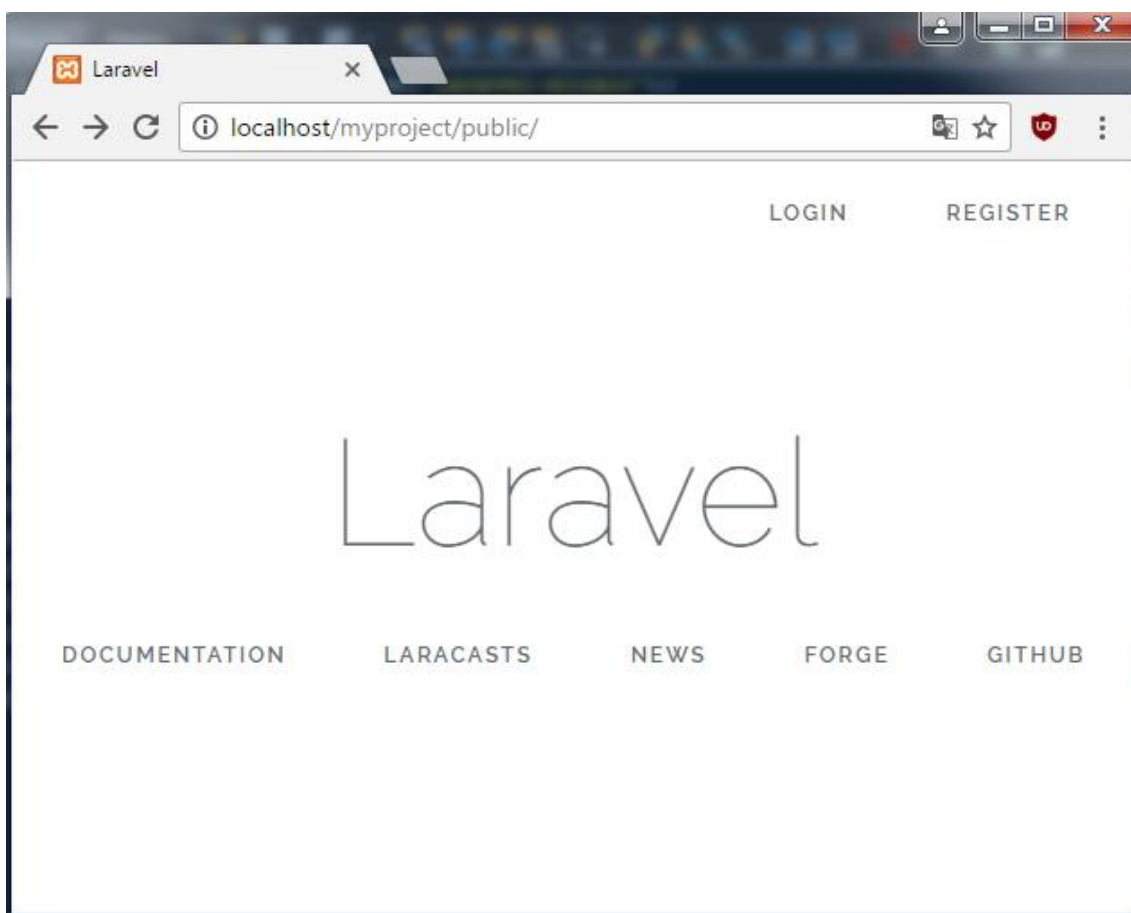 Laravel
localhost/myproject/public/
LOGIN REGISTER
Laravel
DOCUMENTATION LARACASTS NEWS FORGE GITHUB